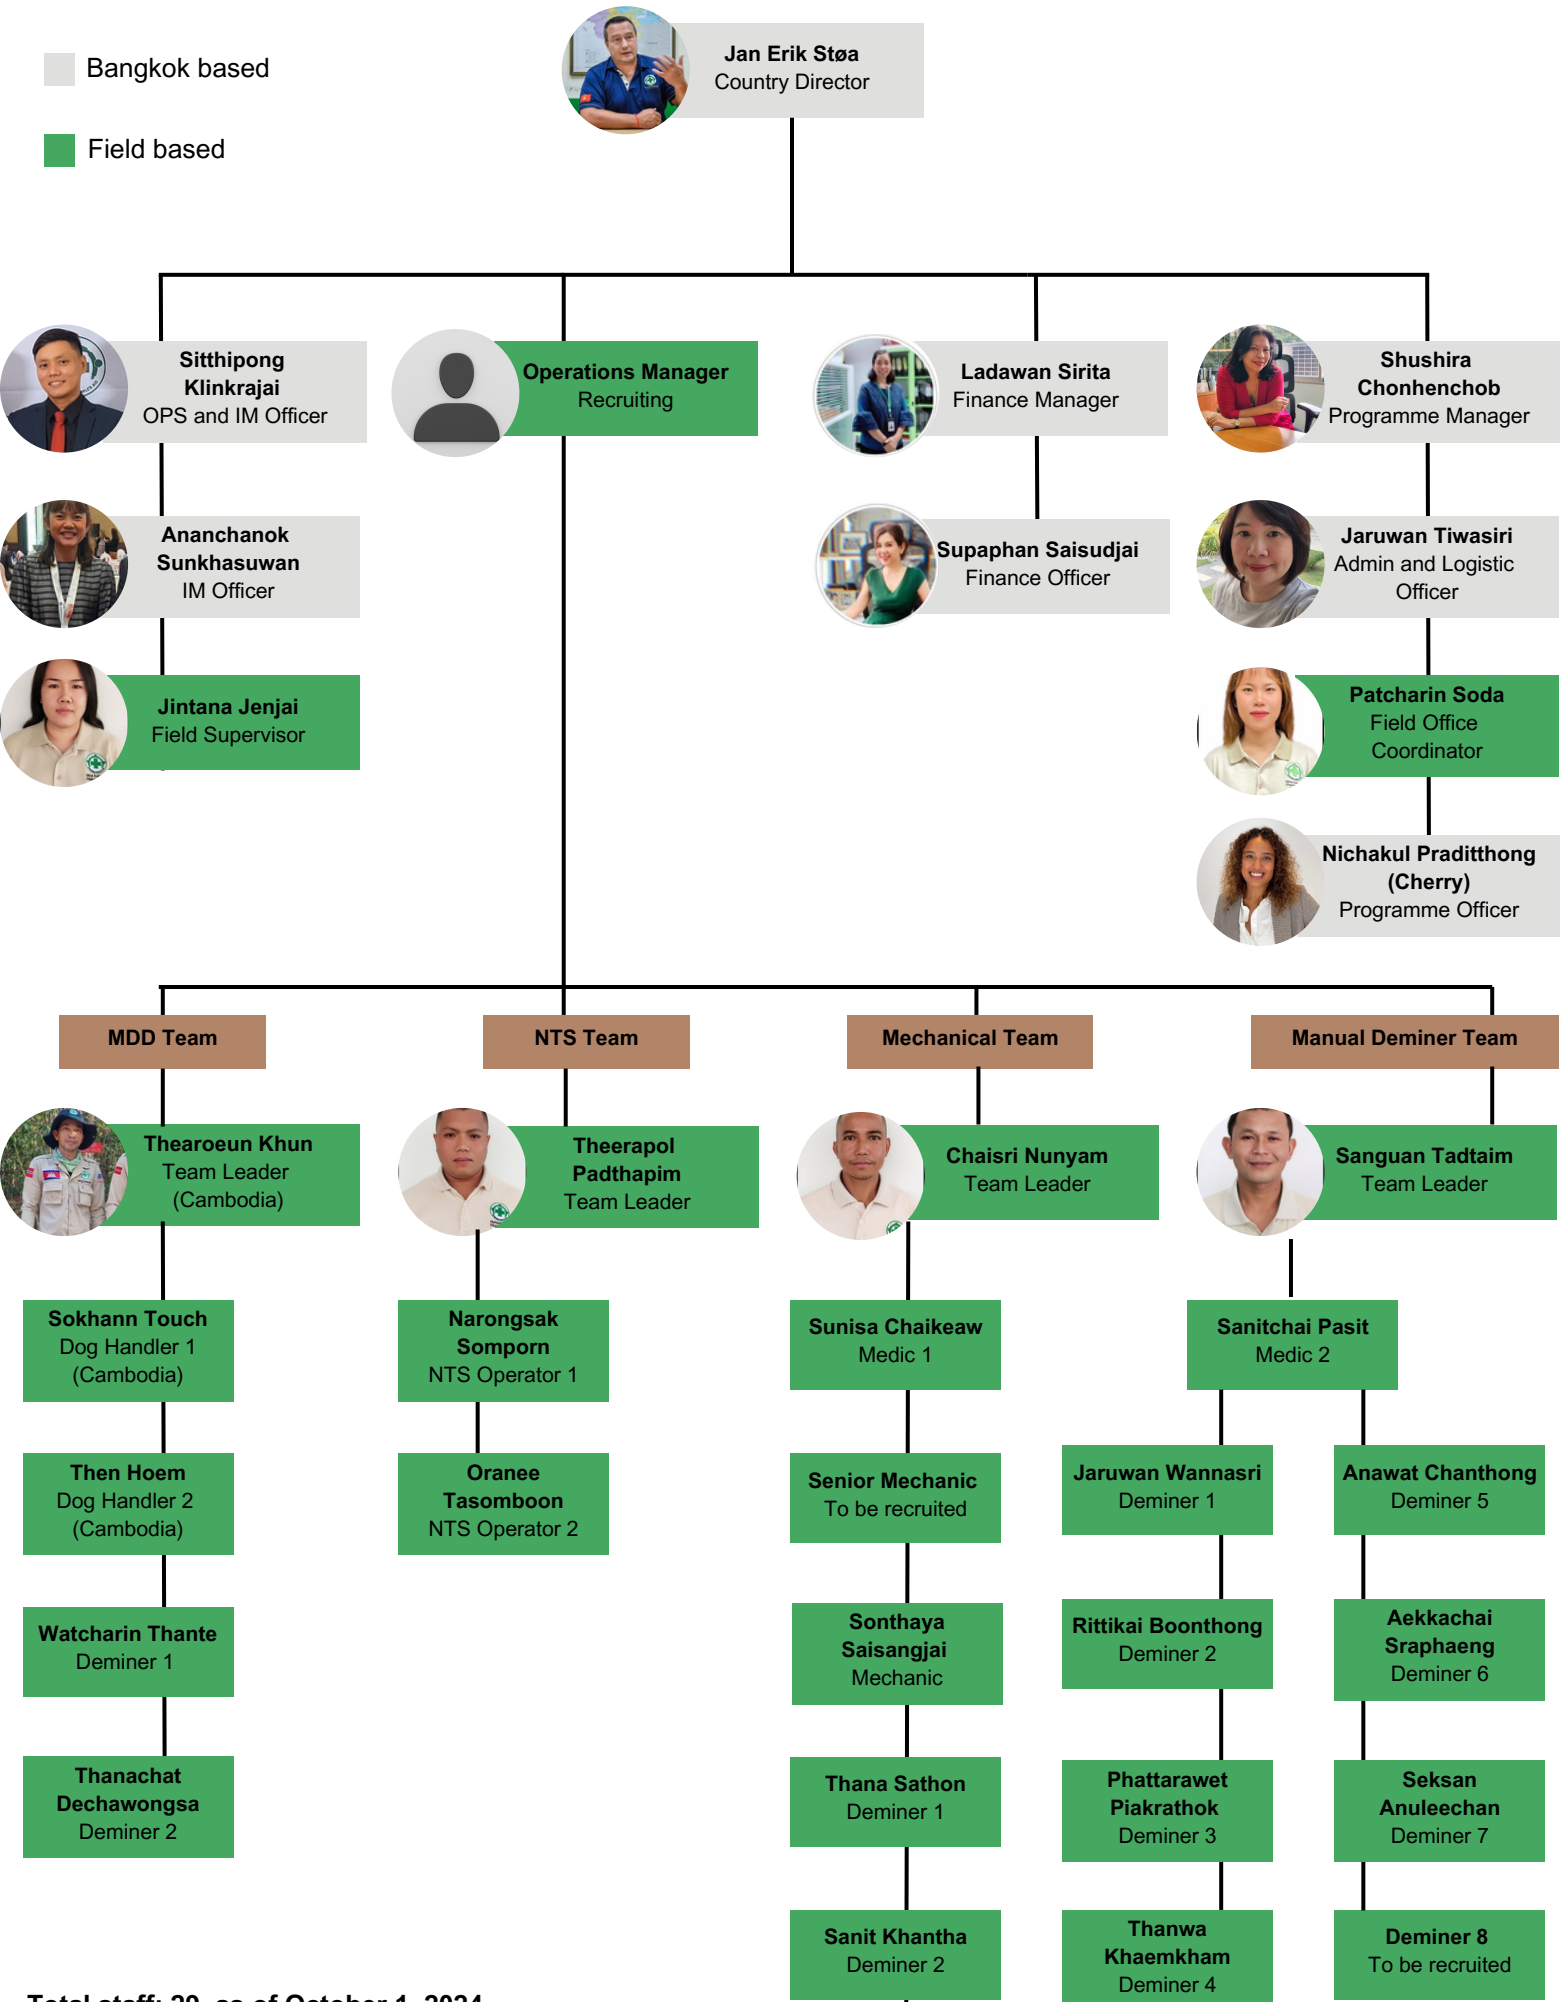 Bangkok based
Field based
Jan Erik Støa
Country Director
Sitthipong
Klinkrajai
OPS and IM Officer
Operations Manager
Recruiting
Ladawan Sirita
Finance Manager
Shushira
Chonhenchob
Programme Manager
Ananchanok
Sunkhasuwan
IM Officer
Supaphan Saisudjai
Finance Officer
Jaruwan Tiwasiri
Admin and Logistic
Officer
Jintana Jenjai
Field Supervisor
Patcharin Soda
Field Office
Coordinator
Nichakul Praditthong
(Cherry)
Programme Officer
MDD Team
NTS Team
Mechanical Team
Manual Deminer Team
Thearoeun Khun
Team Leader
(Cambodia)
Theerapol
Padthapim
Team Leader
Chaisri Nunyam
Team Leader
Sanguan Tadtaim
Team Leader
Sokhann Touch
Dog Handler 1
(Cambodia)
Narongsak
Somporn
NTS Operator 1
Sunisa Chaikeaw
Medic 1
Sanitchai Pasit
Medic 2
Then Hoem
Dog Handler 2
(Cambodia)
Oranee
Tasomboon
NTS Operator 2
Senior Mechanic
To be recruited
Jaruwan Wannasri
Deminer 1
Anawat Chanthong
Deminer 5
Watcharin Thante
Deminer 1
Sonthaya
Saisangjai
Mechanic
Rittikai Boonthong
Deminer 2
Aekkachai
Sraphaeng
Deminer 6
Thanachat
Dechawongsa
Deminer 2
Thana Sathon
Deminer 1
Phattarawet
Piakrathok
Deminer 3
Seksan
Anuleechan
Deminer 7
Sanit Khantha
Deminer 2
Thanwa
Khaemkham
Deminer 4
Deminer 8
To be recruited
Total staff: 29, as of October 1, 2024